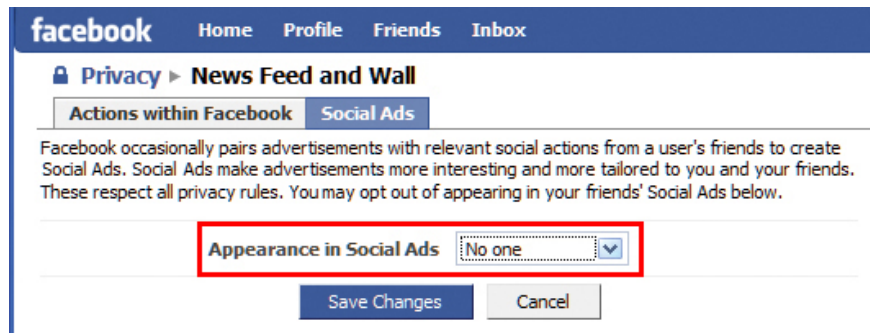 facebook Home Profile Friends Inbox
Privacy ▸ News Feed and Wall
Actions within Facebook Social Ads
Facebook occasionally pairs advertisements with relevant social actions from a user's friends to create
Social Ads. Social Ads make advertisements more interesting and more tailored to you and your friends.
These respect all privacy rules. You may opt out of appearing in your friends' Social Ads below.
Appearance in Social Ads No one
Save Changes Cancel